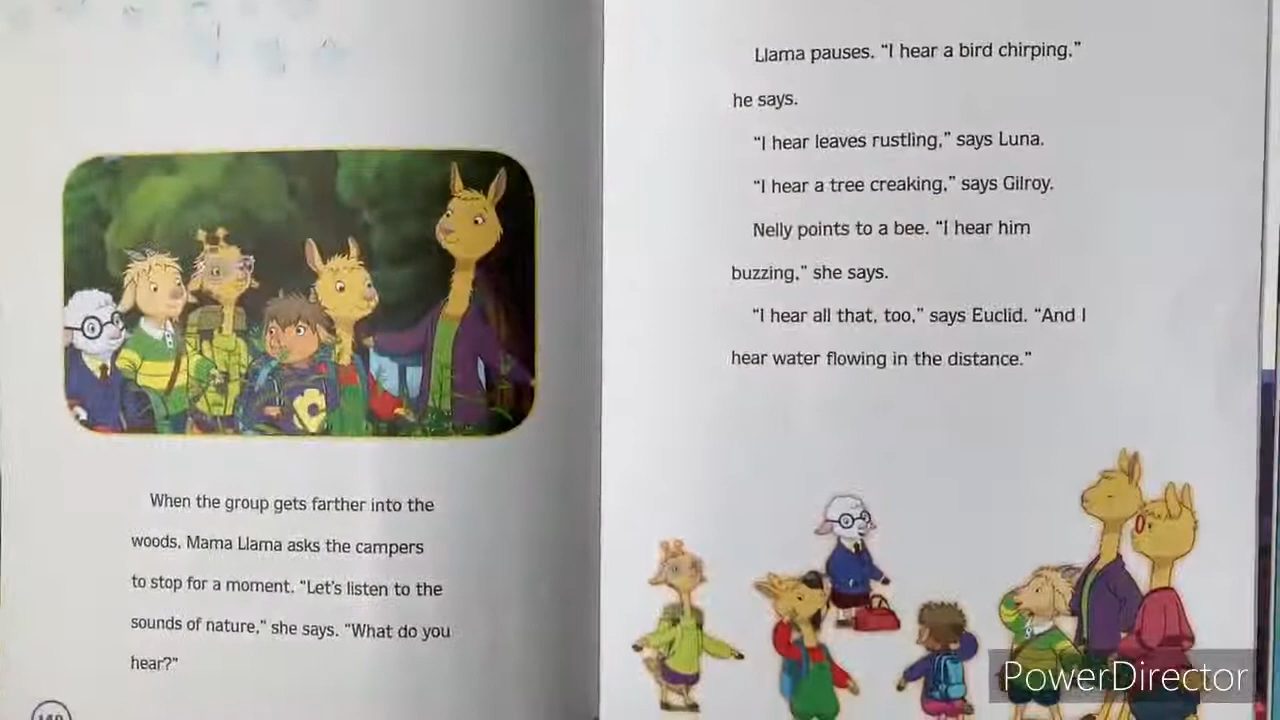 When the group gets farther into the
woods, Mama Llama asks the campers
to stop for a moment. “Let's listen to the
sounds of nature,” she says. “What do you
hear?”
Llama pauses. “I hear a bird chirping,”
he says.
“I hear leaves rustling,” says Luna.
“I hear a tree creaking,” says Gilroy.
Nelly points to a bee. “I hear him
buzzing,” she says.
“I hear all that, too,” says Euclid. “And I
hear water flowing in the distance.”
PowerDirector